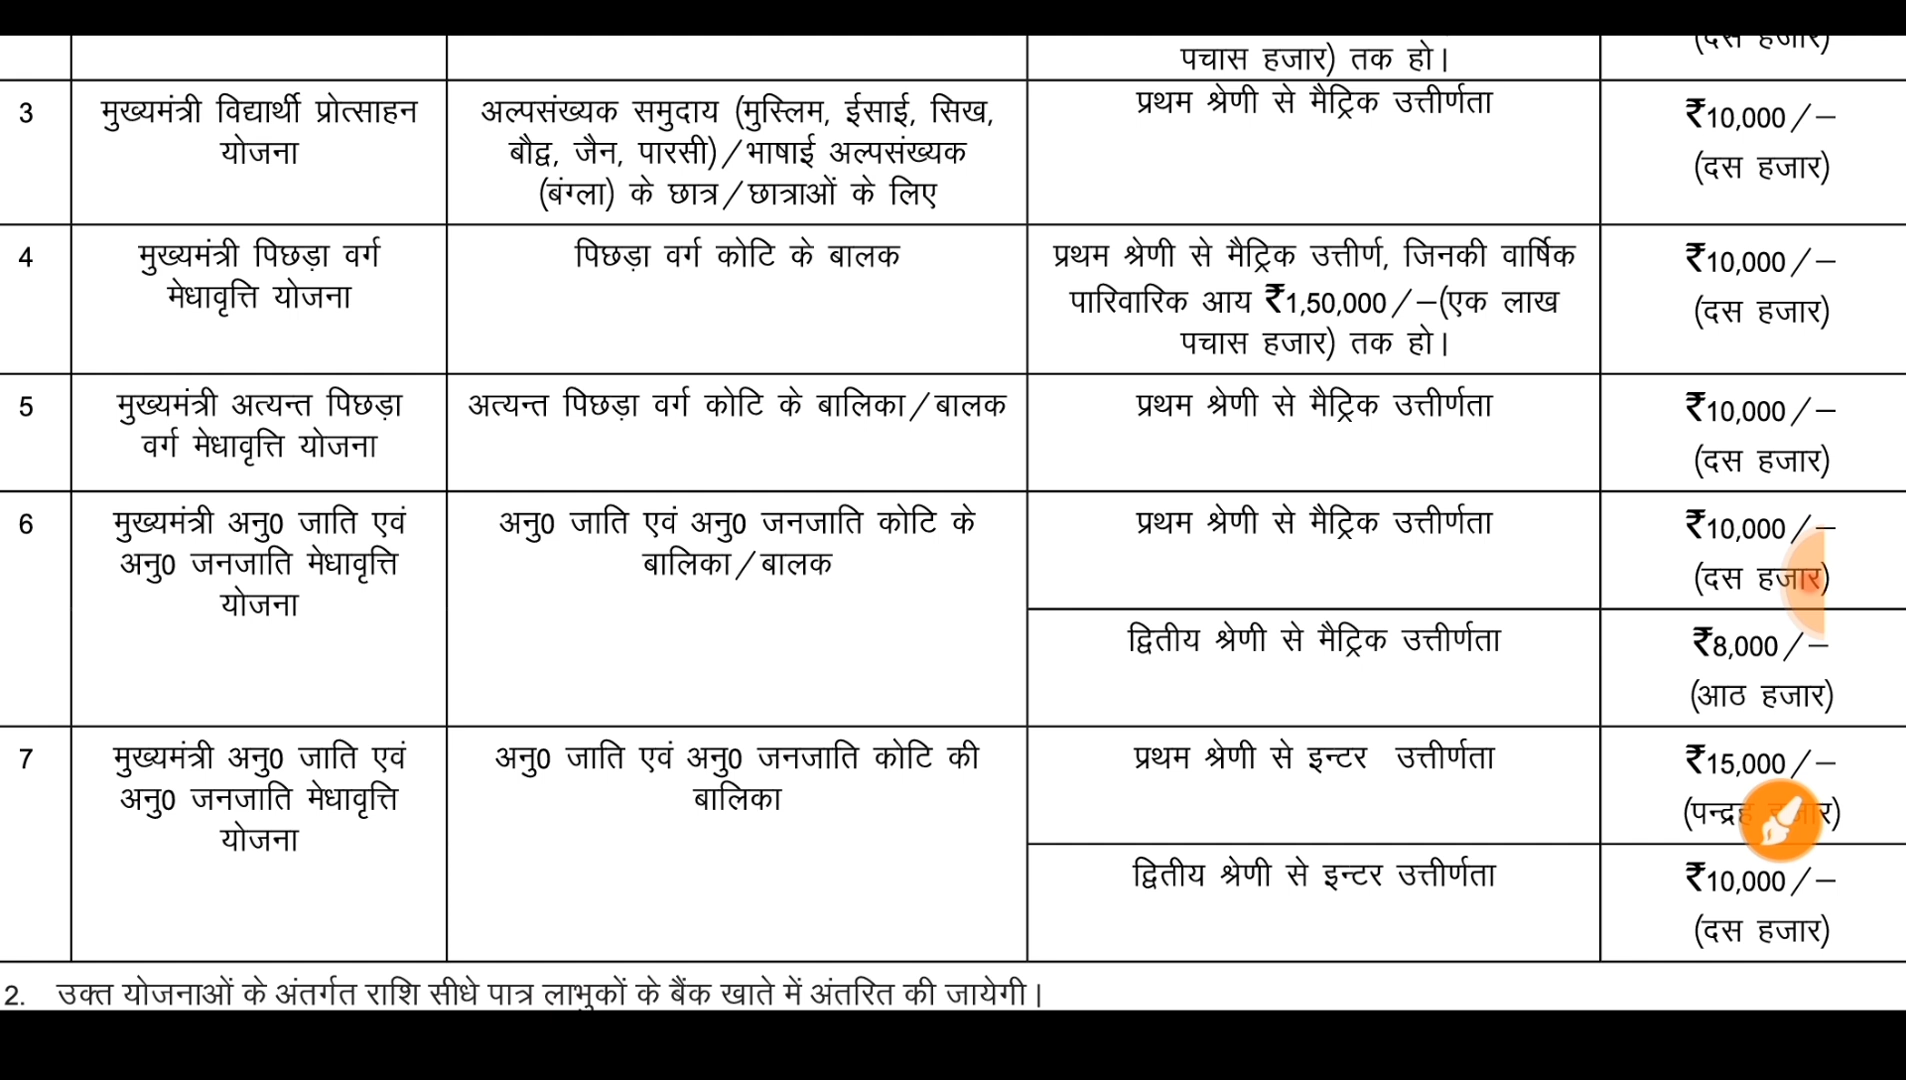 पचास हजार) तक हो।
(दस हजार)
3
मुख्यमंत्री विद्यार्थी प्रोत्साहन
योजना
अल्पसंख्यक समुदाय (मुस्लिम, ईसाई, सिख,
बौद्व, जैन, पारसी)/भाषाई अल्पसंख्यक
(बंग्ला) के छात्र/छात्राओं के लिए
प्रथम श्रेणी से मैट्रिक उत्तीर्णता
₹10,000/–
(दस हजार)
4
मुख्यमंत्री पिछड़ा वर्ग
मेधावृत्ति योजना
पिछड़ा वर्ग कोटि के बालक
प्रथम श्रेणी से मैट्रिक उत्तीर्ण, जिनकी वार्षिक
पारिवारिक आय ₹1,50,000/–(एक लाख
पचास हजार) तक हो।
₹10,000/–
(दस हजार)
5
मुख्यमंत्री अत्यन्त पिछड़ा
वर्ग मेधावृत्ति योजना
अत्यन्त पिछड़ा वर्ग कोटि के बालिका/बालक
प्रथम श्रेणी से मैट्रिक उत्तीर्णता
₹10,000/–
(दस हजार)
6
मुख्यमंत्री अनु0 जाति एवं
अनु0 जनजाति मेधावृत्ति
योजना
अनु0 जाति एवं अनु0 जनजाति कोटि के
बालिका/बालक
प्रथम श्रेणी से मैट्रिक उत्तीर्णता
₹10,000/–
(दस हजार)
द्वितीय श्रेणी से मैट्रिक उत्तीर्णता
₹8,000/–
(आठ हजार)
7
मुख्यमंत्री अनु0 जाति एवं
अनु0 जनजाति मेधावृत्ति
योजना
अनु0 जाति एवं अनु0 जनजाति कोटि की
बालिका
प्रथम श्रेणी से इन्टर उत्तीर्णता
₹15,000/–
(पन्द्रह हजार)
द्वितीय श्रेणी से इन्टर उत्तीर्णता
₹10,000/–
(दस हजार)
2. उक्त योजनाओं के अंतर्गत राशि सीधे पात्र लाभुकों के बैंक खाते में अंतरित की जायेगी।